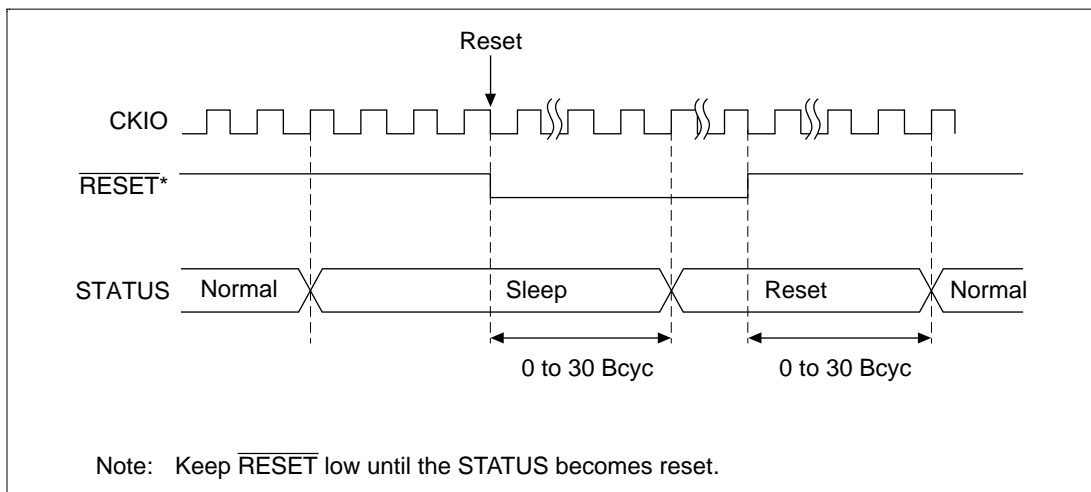 Reset
CKIO
RESET*
STATUS Normal Sleep Reset Normal
0 to 30 Bcyc 0 to 30 Bcyc
Note: Keep RESET low until the STATUS becomes reset.